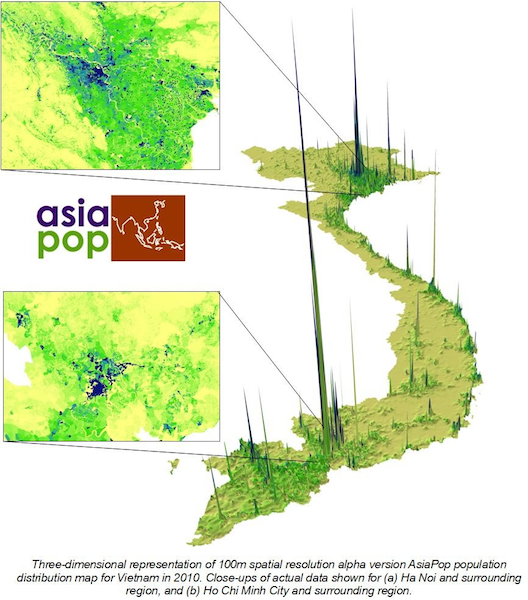 asia
pop
Three-dimensional representation of 100m spatial resolution alpha version AsiaPop population
distribution map for Vietnam in 2010. Close-ups of actual data shown for (a) Ha Noi and surrounding
region, and (b) Ho Chi Minh City and surrounding region.